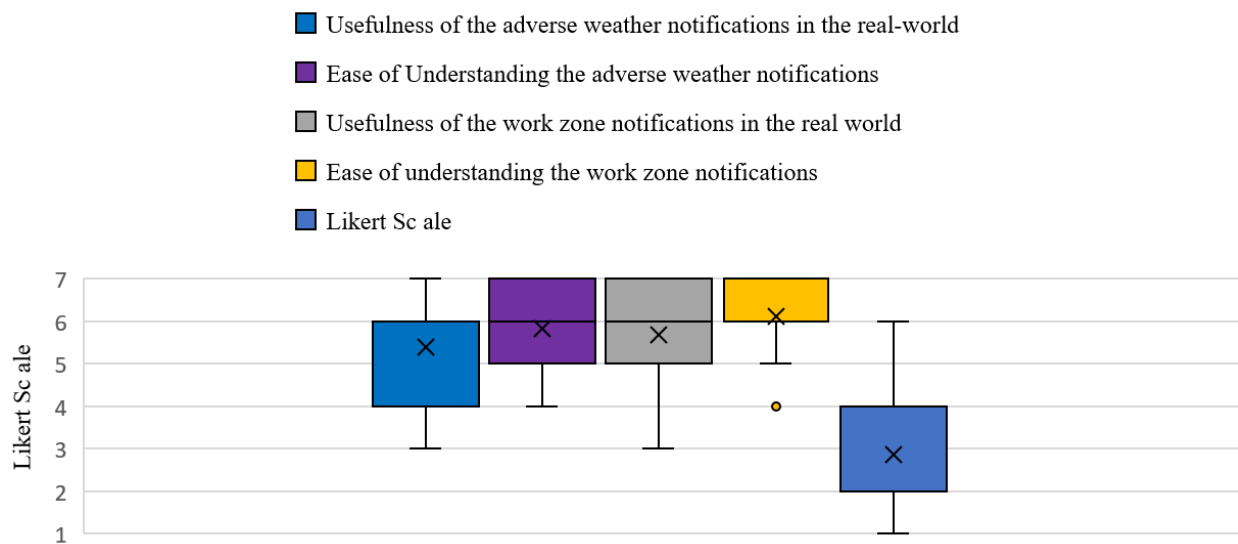 Usefulness of the adverse weather notifications in the real-world
Ease of Understanding the adverse weather notifications
Usefulness of the work zone notifications in the real world
Ease of understanding the work zone notifications
Likert Sc ale
7
6
5
4
3
2
1
Likert Sc ale